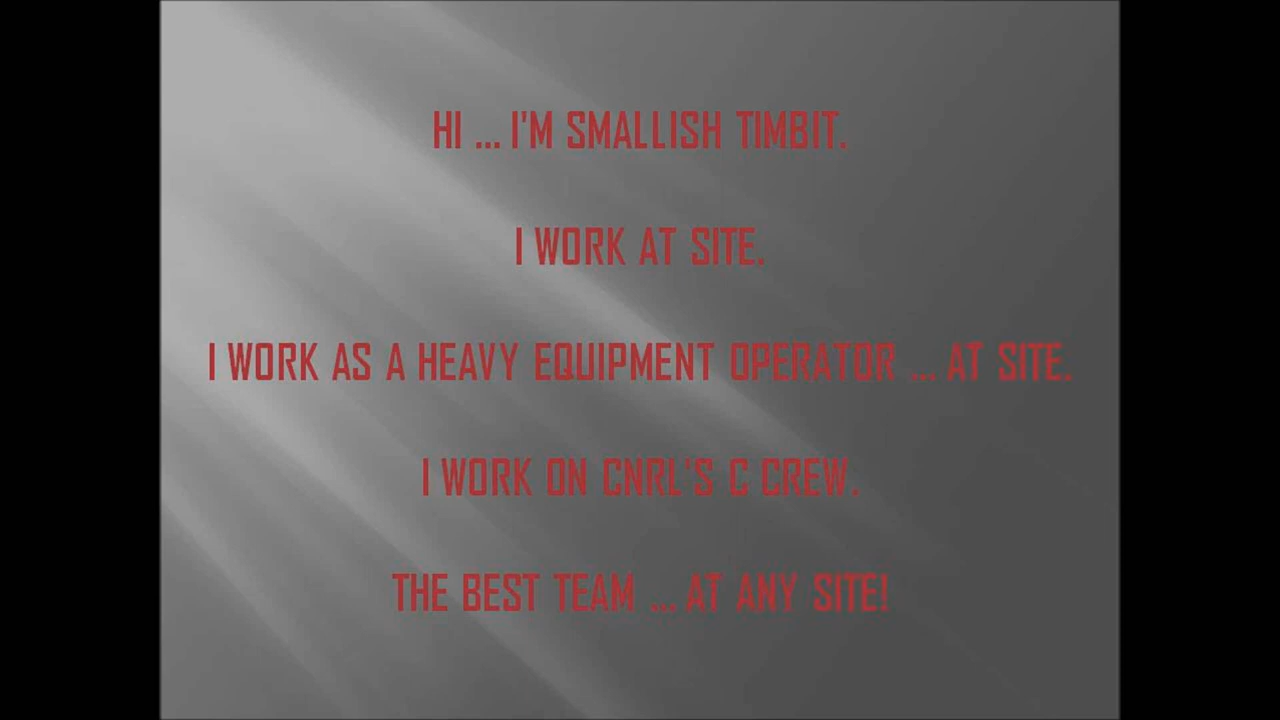 HI ... I'M SMALLISH TIMBIT.
I WORK AT SITE.
I WORK AS A HEAVY EQUIPMENT OPERATOR ... AT SITE.
I WORK ON CNRL'S C CREW.
THE BEST TEAM ... AT ANY SITE!